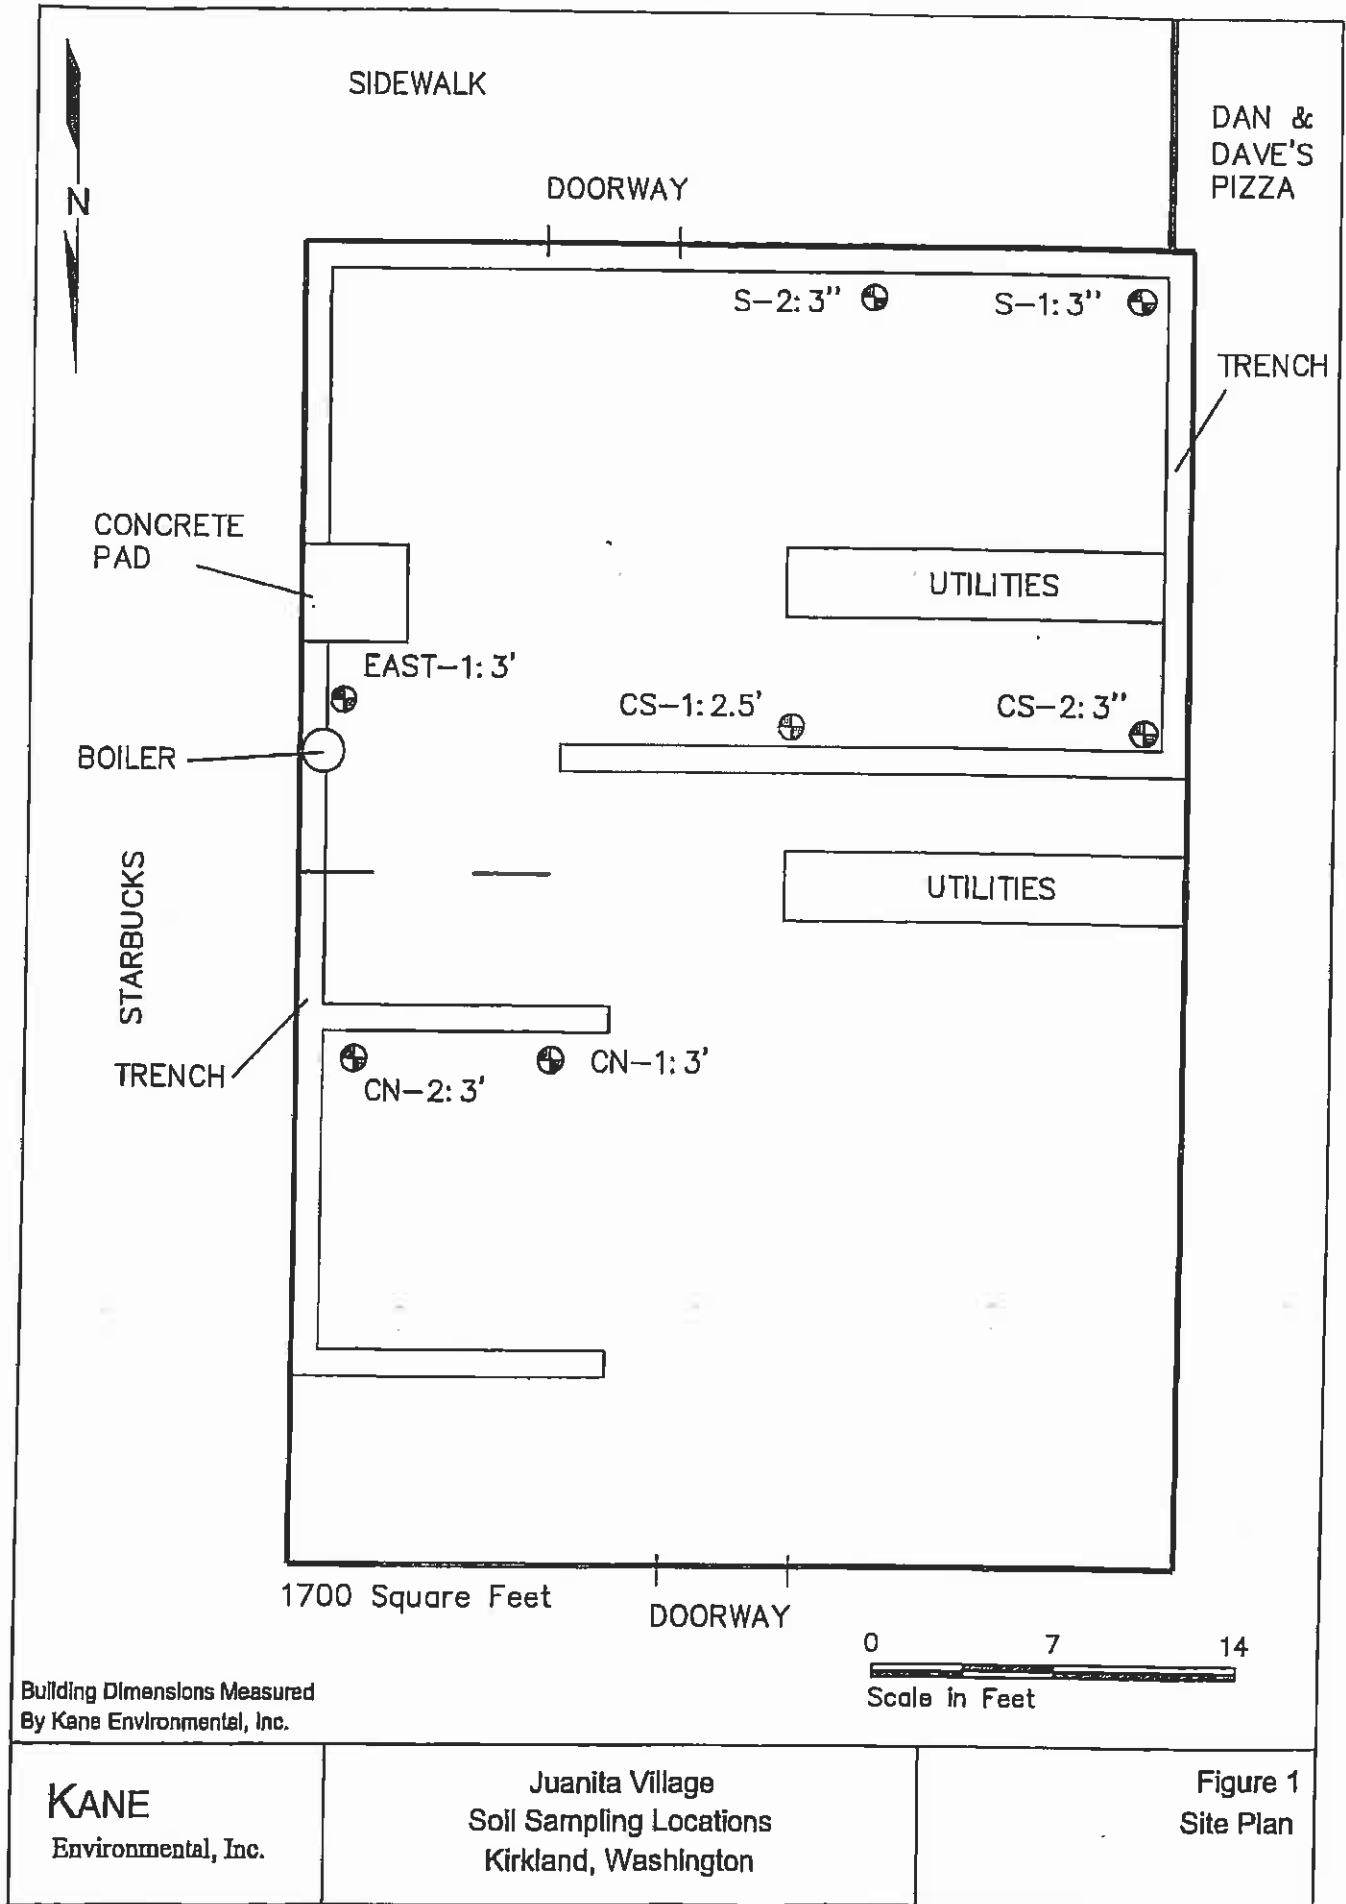 SIDEWALK
DAN &
DAVE'S
PIZZA
N
DOORWAY
S-2: 3"
S-1: 3"
TRENCH
CONCRETE
PAD
UTILITIES
EAST-1: 3'
CS-1: 2.5'
CS-2: 3"
BOILER
STARBUCKS
UTILITIES
TRENCH
CN-2: 3'
CN-1: 3'
1700 Square Feet
DOORWAY
0 7 14
Scale in Feet
Building Dimensions Measured
By Kane Environmental, Inc.
KANE
Environmental, Inc.
Juanita Village
Soil Sampling Locations
Kirkland, Washington
Figure 1
Site Plan